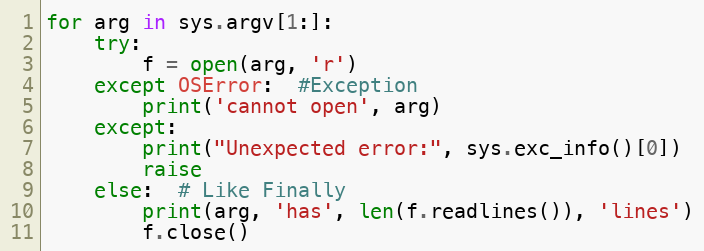 1 for arg in sys.argv[1:]:
2     try:
3         f = open(arg, 'r')
4     except OSError:  #Exception
5         print('cannot open', arg)
6     except:
7         print("Unexpected error:", sys.exc_info()[0])
8         raise
9     else:  # Like Finally
10         print(arg, 'has', len(f.readlines()), 'lines')
11         f.close()